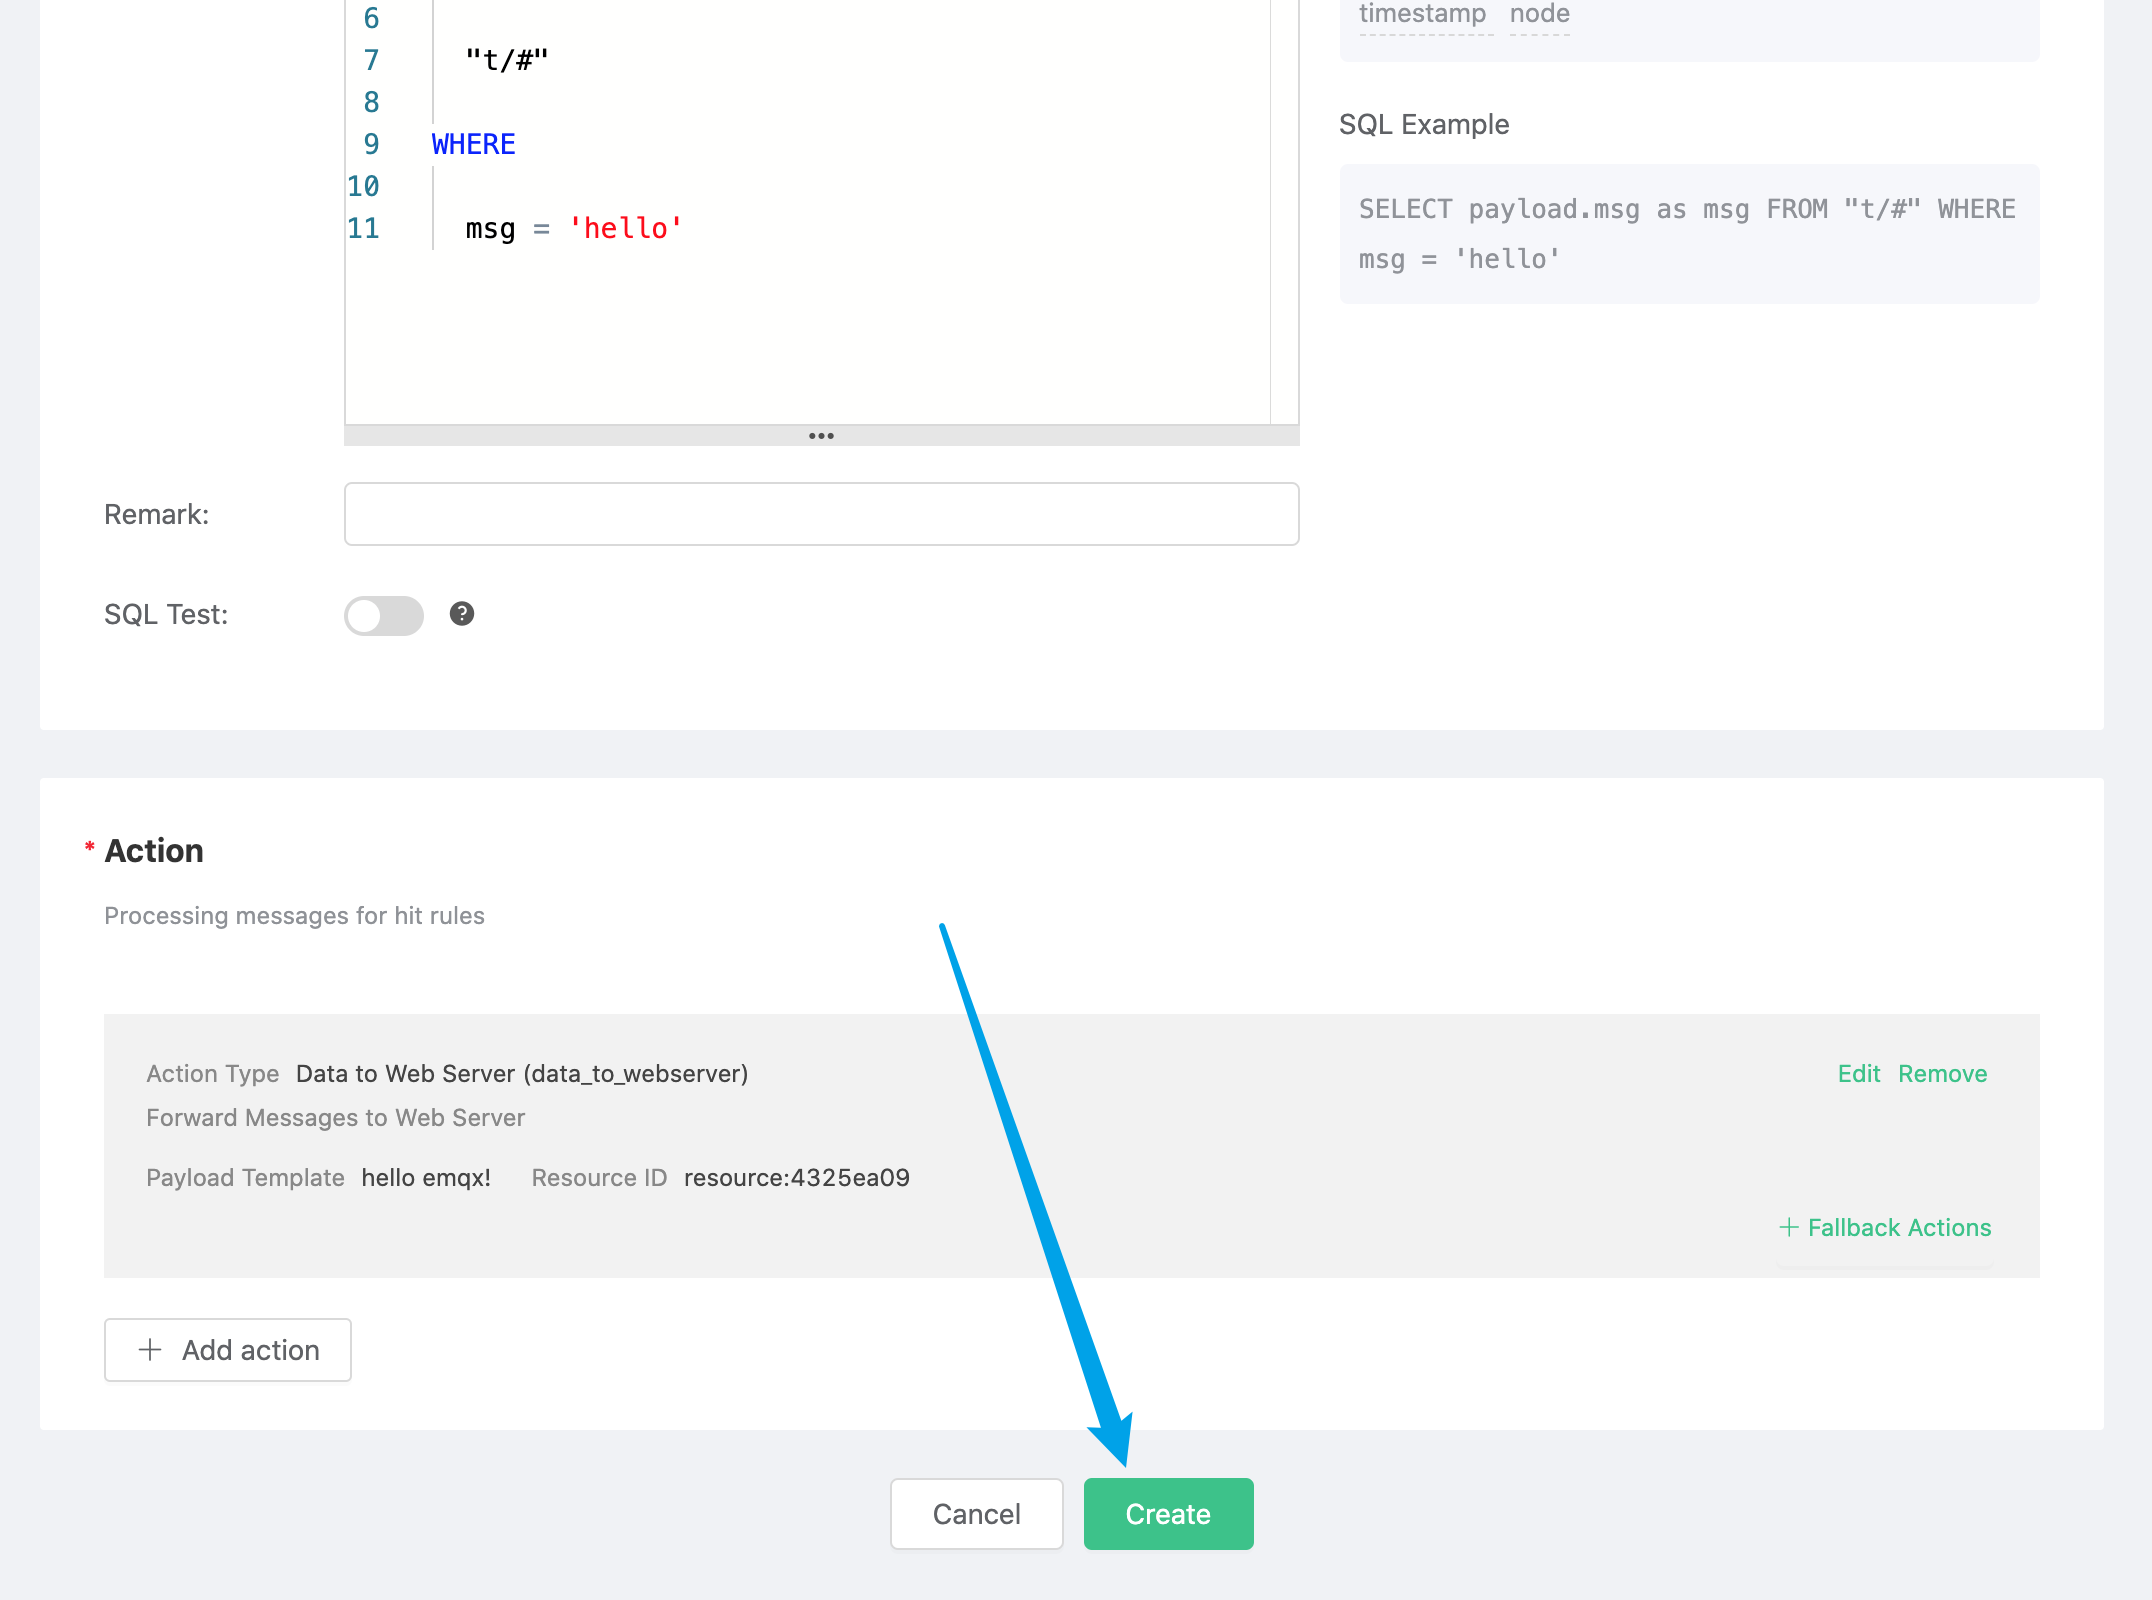 6
7 "t/#"
8
9 WHERE
10
11 msg = 'hello'
timestamp node
SQL Example
SELECT payload.msg as msg FROM "t/#" WHERE
msg = 'hello'
Remark:
SQL Test:
* Action
Processing messages for hit rules
Action Type Data to Web Server (data_to_webserver)
Edit Remove
Forward Messages to Web Server
Payload Template hello emqx! Resource ID resource:4325ea09
+ Fallback Actions
+ Add action
Cancel Create